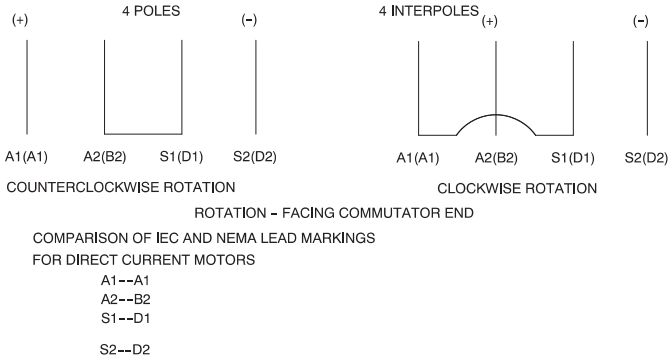 4 POLES 4 INTERPOLES
(+) (-) (+) (-)
A1(A1) A2(B2) S1(D1) S2(D2) A1(A1) A2(B2) S1(D1) S2(D2)
COUNTERCLOCKWISE ROTATION CLOCKWISE ROTATION
ROTATION - FACING COMMUTATOR END
COMPARISON OF IEC AND NEMA LEAD MARKINGS
FOR DIRECT CURRENT MOTORS
A1--A1
A2--B2
S1--D1
S2--D2